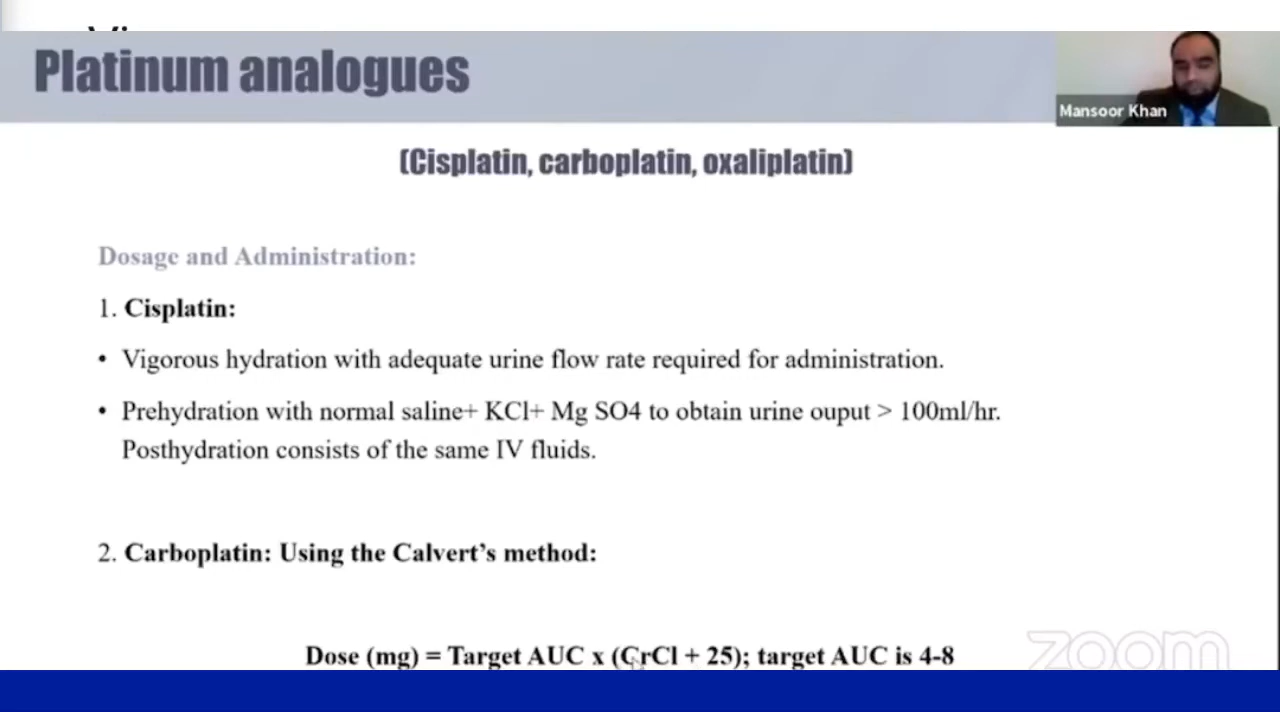 Platinum analogues
Mansoor Khan
(Cisplatin, carboplatin, oxaliplatin)
Dosage and Administration:
1. Cisplatin:
• Vigorous hydration with adequate urine flow rate required for administration.
• Prehydration with normal saline+ KCl+ Mg SO4 to obtain urine ouput > 100ml/hr.
Posthydration consists of the same IV fluids.
2. Carboplatin: Using the Calvert’s method:
Dose (mg) = Target AUC x (CrCl + 25); target AUC is 4-8
zoom